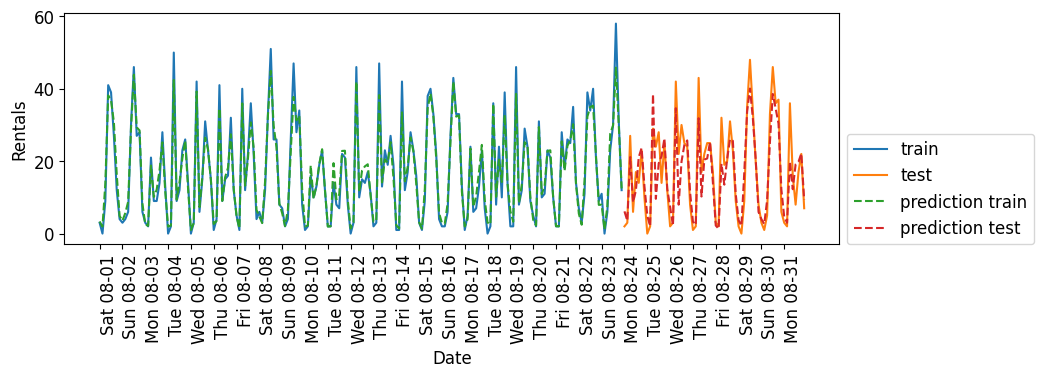 60
40
20
0
Rentals
Sat 08-01
Sun 08-02
Mon 08-03
Tue 08-04
Wed 08-05
Thu 08-06
Fri 08-07
Sat 08-08
Sun 08-09
Mon 08-10
Tue 08-11
Wed 08-12
Thu 08-13
Fri 08-14
Sat 08-15
Sun 08-16
Mon 08-17
Tue 08-18
Wed 08-19
Thu 08-20
Fri 08-21
Sat 08-22
Sun 08-23
Mon 08-24
Tue 08-25
Wed 08-26
Thu 08-27
Fri 08-28
Sat 08-29
Sun 08-30
Mon 08-31
Date
train
test
prediction train
prediction test